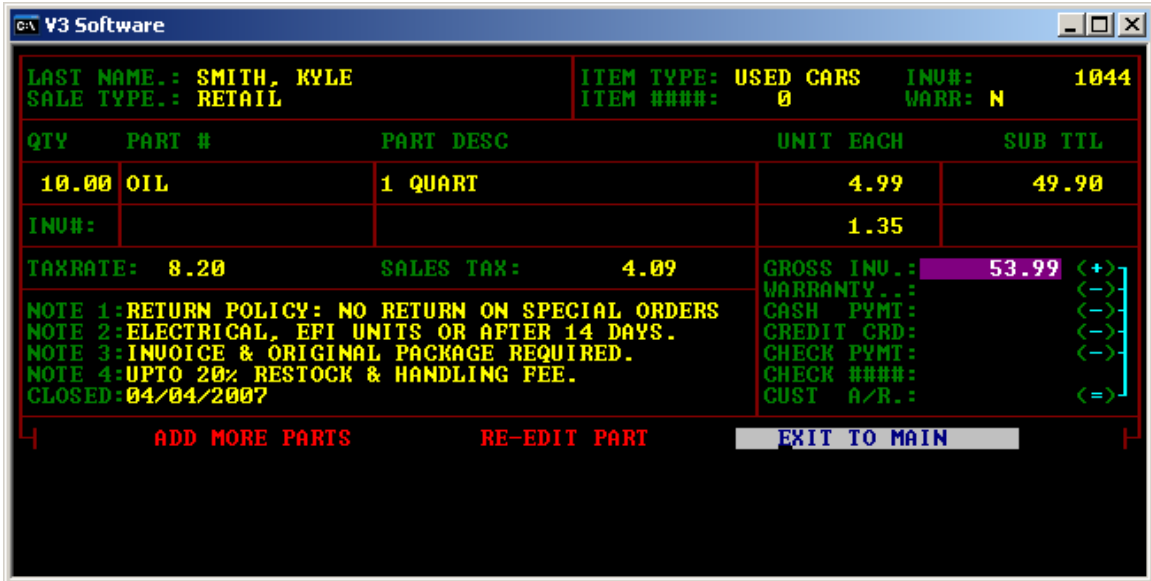 V3 Software
LAST NAME.: SMITH, KYLE ITEM TYPE: USED CARS INV#: 1044
SALE TYPE.: RETAIL ITEM ####: 0 WARR: N
QTY PART # PART DESC UNIT EACH SUB TTL
10.00 OIL 1 QUART 4.99 49.90
INV#: 1.35
TAXRATE: 8.20 SALES TAX: 4.09 GROSS INV.: 53.99 (+)
WARRANTY..: (-)
NOTE 1:RETURN POLICY: NO RETURN ON SPECIAL ORDERS CASH PYMT: (-)
NOTE 2:ELECTRICAL, EFI UNITS OR AFTER 14 DAYS. CREDIT CRD: (-)
NOTE 3:INVOICE & ORIGINAL PACKAGE REQUIRED. CHECK PYMT: (-)
NOTE 4:UPTO 20% RESTOCK & HANDLING FEE. CHECK ####:
CLOSED:04/04/2007 CUST A/R.: (=)
ADD MORE PARTS RE-EDIT PART EXIT TO MAIN